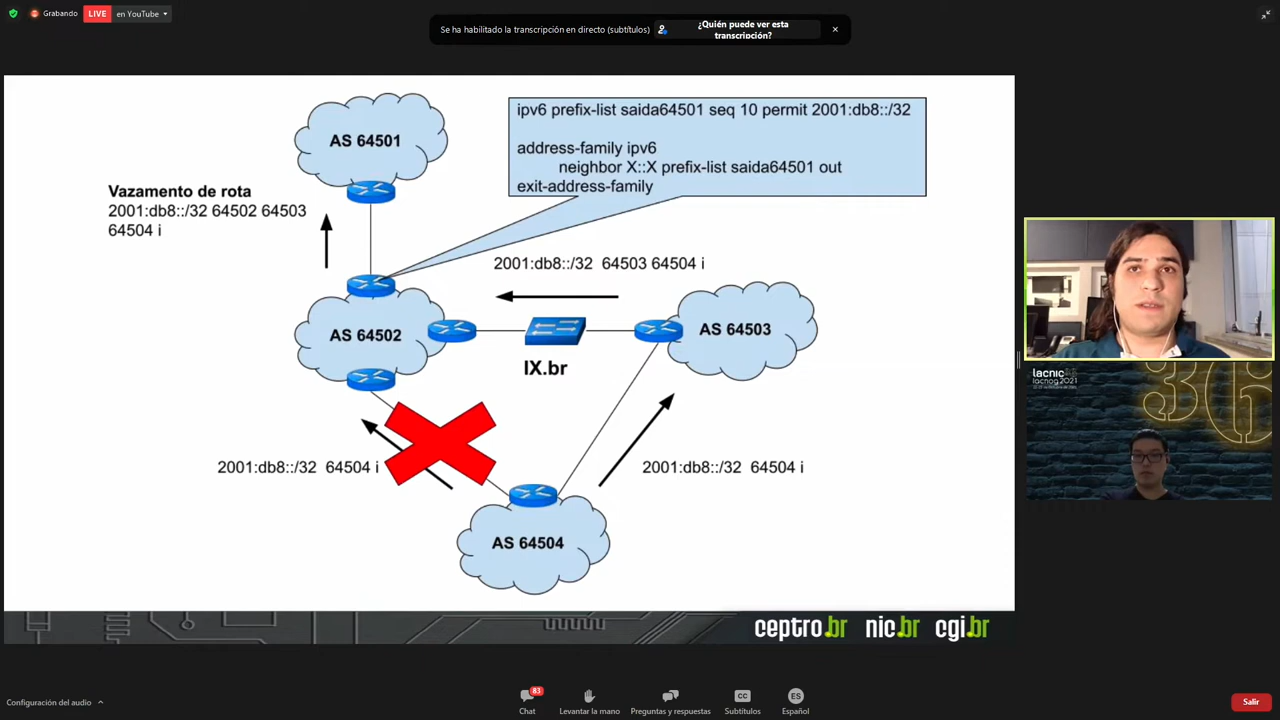 Grabando
LIVE
en YouTube
Se ha habilitado la transcripción en directo (subtítulos)
¿Quién puede ver esta
transcripción?
AS 64501
ipv6 prefix-list saida64501 seq 10 permit 2001:db8::/32
address-family ipv6
neighbor X::X prefix-list saida64501 out
exit-address-family
Vazamento de rota
2001:db8::/32 64502 64503
64504 i
2001:db8::/32 64503 64504 i
AS 64502
AS 64503
IX.br
2001:db8::/32 64504 i
2001:db8::/32 64504 i
AS 64504
lacnic 36
lacnog 2021
ceptro.br nic.br cgi.br
Configuración del audio
83
Chat
Levantar la mano
Preguntas y respuestas
CC
Subtítulos
ES
Español
Salir